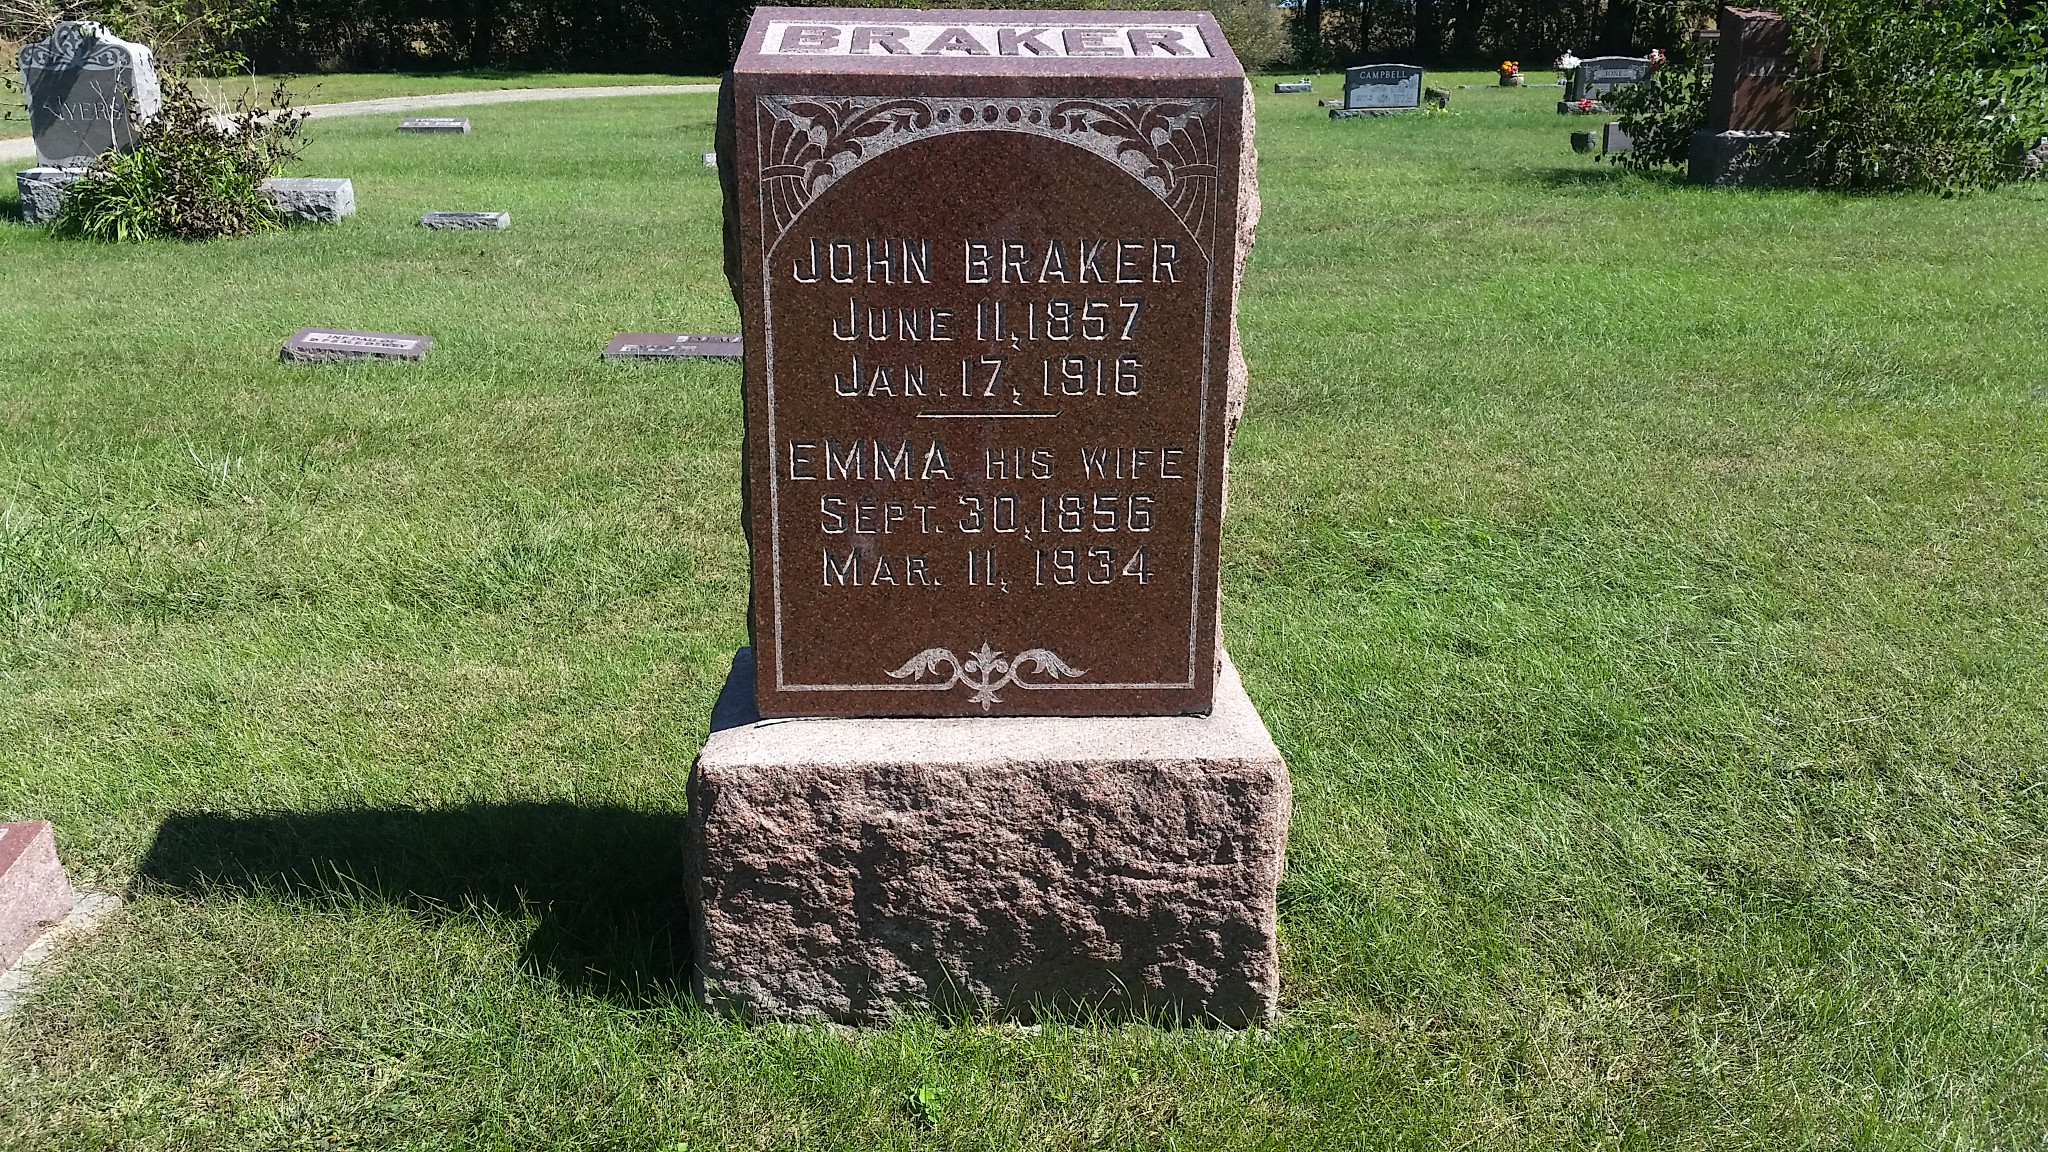 BRAKER
JOHN BRAKER
JUNE 11, 1857
JAN. 17, 1916
EMMA HIS WIFE
SEPT. 30, 1856
MAR. 11, 1934
CAMPBELL